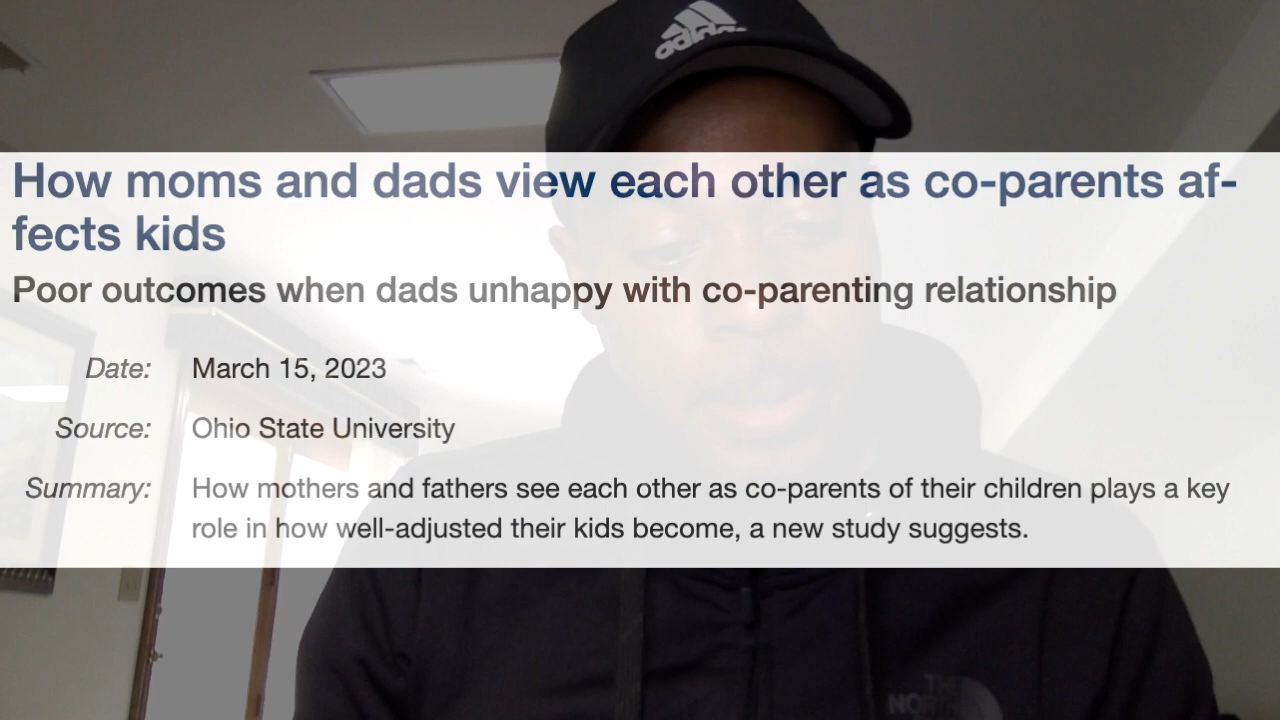 adidas
How moms and dads view each other as co-parents af-
fects kids
Poor outcomes when dads unhappy with co-parenting relationship
Date: March 15, 2023
Source: Ohio State University
Summary: How mothers and fathers see each other as co-parents of their children plays a key
role in how well-adjusted their kids become, a new study suggests.
THE
NORTH